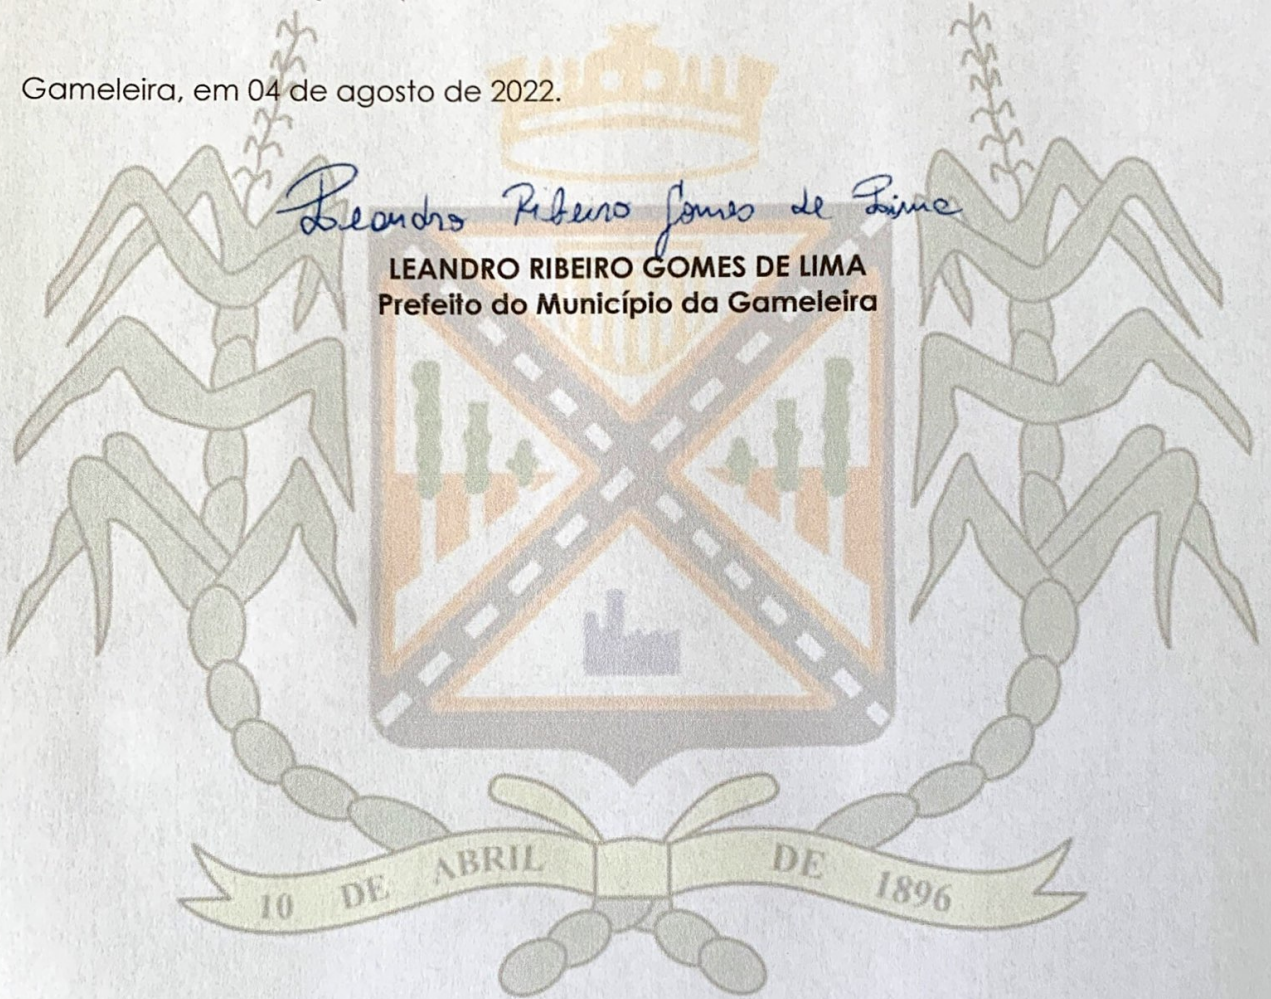 Gameleira, em 04 de agosto de 2022.
Leandro Ribeiro Gomes de Lima
LEANDRO RIBEIRO GOMES DE LIMA
Prefeito do Município da Gameleira
10 DE ABRIL DE 1896